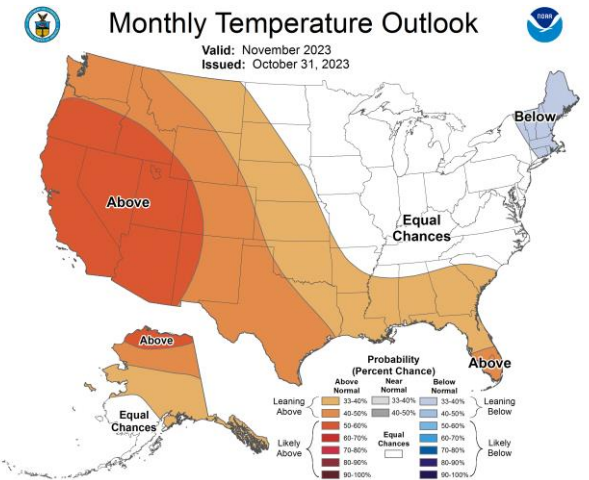 NOAA
Monthly Temperature Outlook
Valid: November 2023
Issued: October 31, 2023
Below
Above
Equal
Chances
Above
Above
Equal
Chances
Probability
(Percent Chance)
Above
Normal
Near
Normal
Below
Normal
Leaning
Above
33-40% 33-40% 33-40%
40-50% 40-50% 40-50%
Leaning
Below
Likely
Above
50-60% 50-60%
60-70% 60-70%
70-80% 70-80%
80-90% 80-90%
90-100% 90-100%
Equal
Chances
Likely
Below